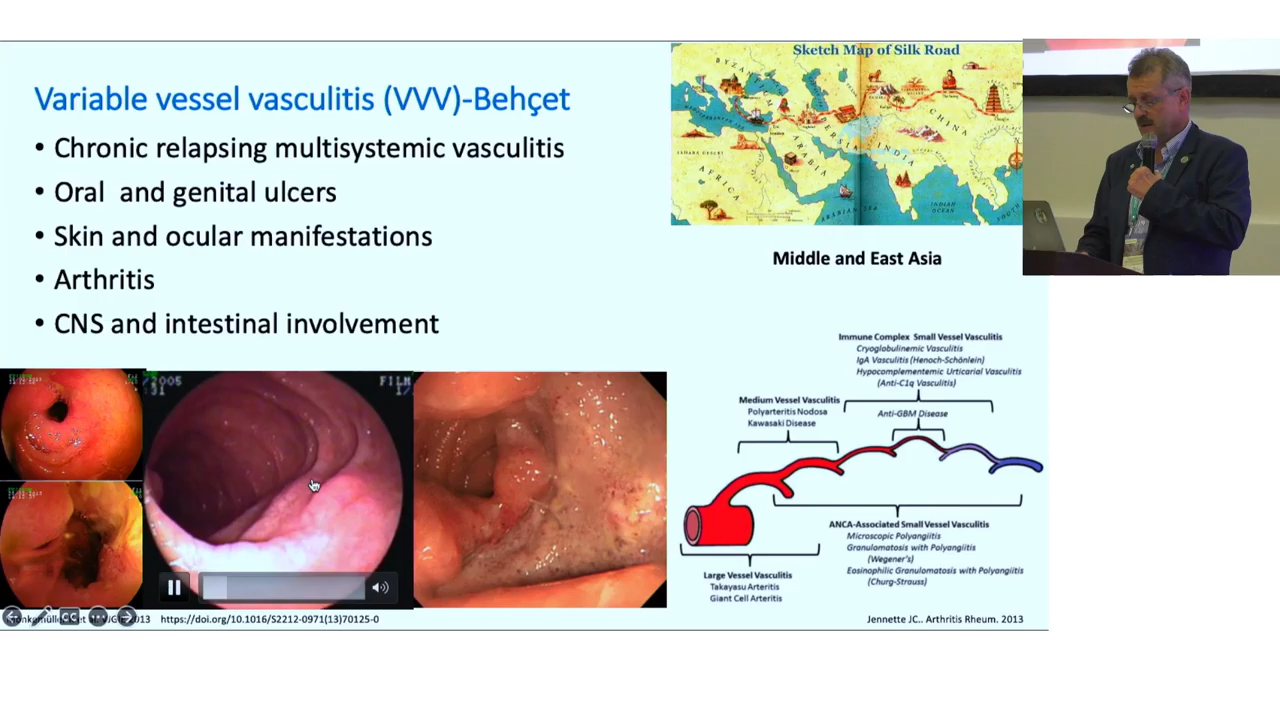 Variable vessel vasculitis (VVV)-Behçet
• Chronic relapsing multisystemic vasculitis
• Oral and genital ulcers
• Skin and ocular manifestations
• Arthritis
• CNS and intestinal involvement
Sketch Map of Silk Road
CHINA
ARABIA
INDIA
AFRICA
ARABIAN SEA
INDIAN
OCEAN
SOUTH
Middle and East Asia
/2005
31
FILM
1/
Immune Complex Small Vessel Vasculitis
Cryoglobulinemic Vasculitis
IgA Vasculitis (Henoch-Schönlein)
Hypocomplementemic Urticarial Vasculitis
(Anti-C1q Vasculitis)
Medium Vessel Vasculitis
Polyarteritis Nodosa
Kawasaki Disease
Anti-GBM Disease
ANCA-Associated Small Vessel Vasculitis
Microscopic Polyangiitis
Granulomatosis with Polyangiitis
(Wegener's)
Eosinophilic Granulomatosis with Polyangiitis
(Churg-Strauss)
Large Vessel Vasculitis
Takayasu Arteritis
Giant Cell Arteritis
2013 https://doi.org/10.1016/S2212-0971(13)70125-0
Jennette JC.. Arthritis Rheum. 2013